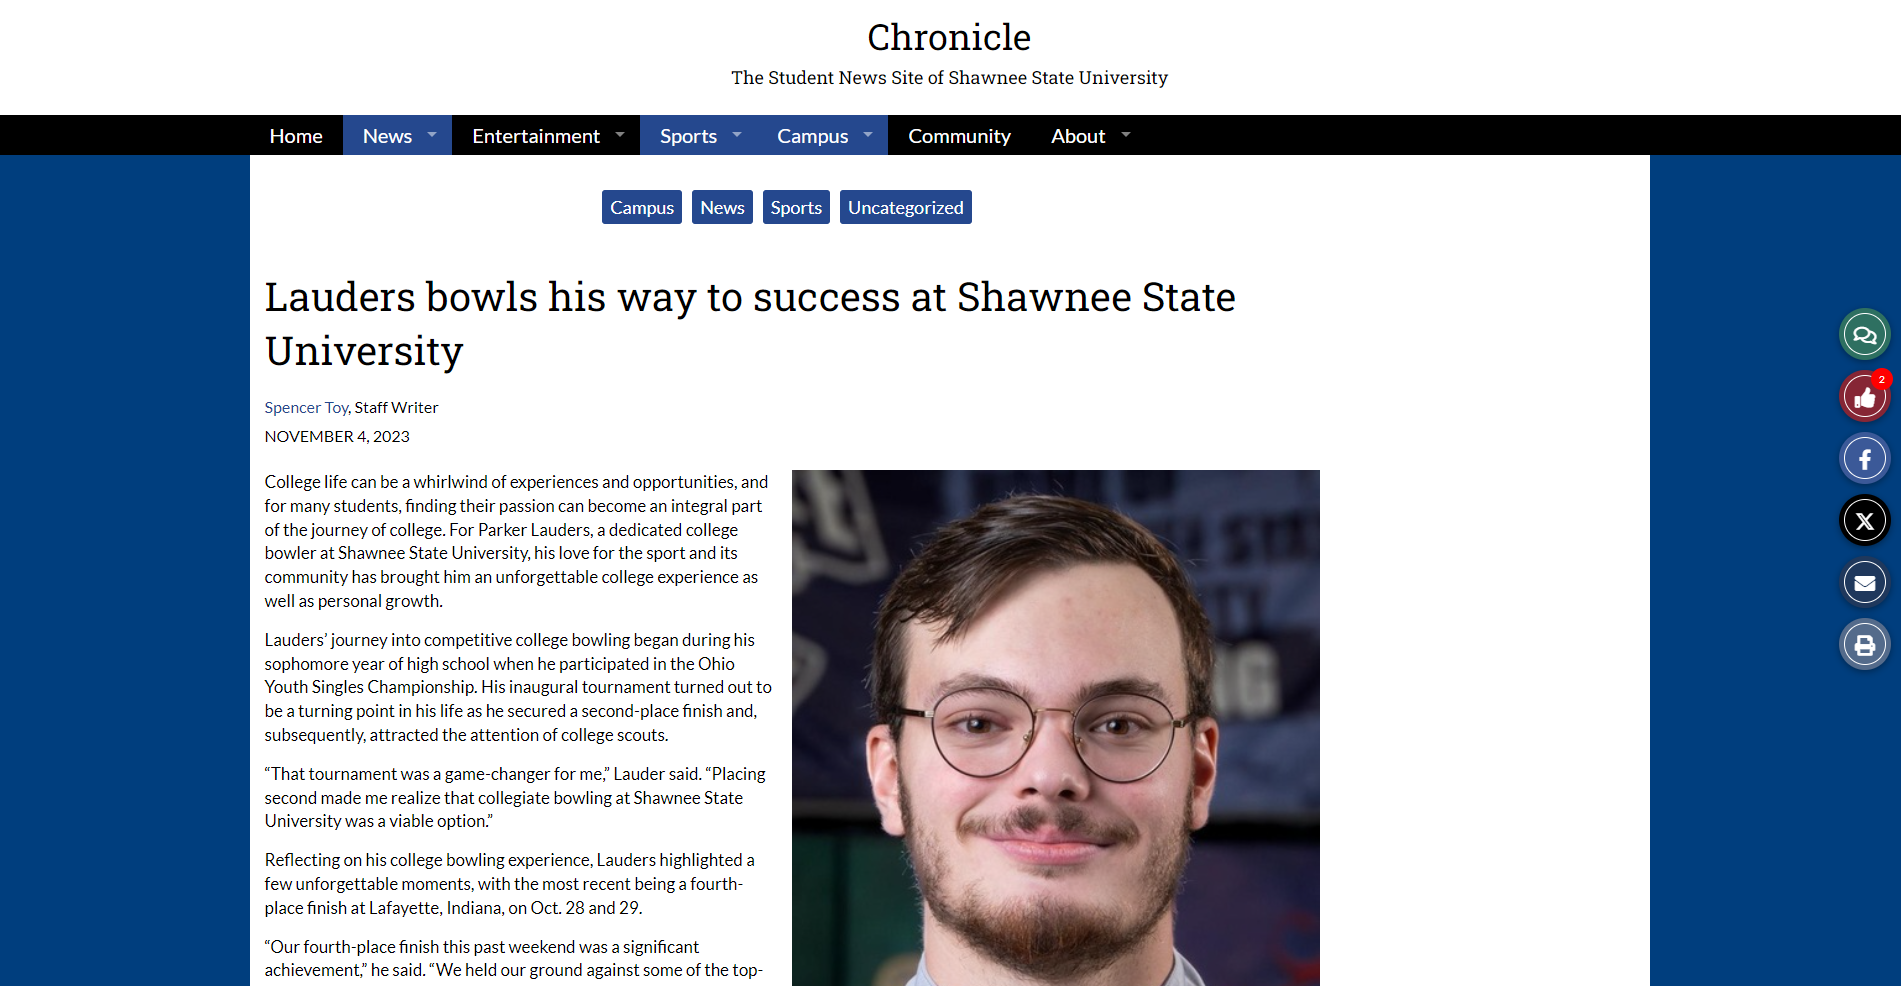 Chronicle
The Student News Site of Shawnee State University
Home News Entertainment Sports Campus Community About
Campus News Sports Uncategorized
Lauders bowls his way to success at Shawnee State
University
Spencer Toy, Staff Writer
NOVEMBER 4, 2023
College life can be a whirlwind of experiences and opportunities, and
for many students, finding their passion can become an integral part
of the journey of college. For Parker Lauders, a dedicated college
bowler at Shawnee State University, his love for the sport and its
community has brought him an unforgettable college experience as
well as personal growth.
Lauders’ journey into competitive college bowling began during his
sophomore year of high school when he participated in the Ohio
Youth Singles Championship. His inaugural tournament turned out to
be a turning point in his life as he secured a second-place finish and,
subsequently, attracted the attention of college scouts.
“That tournament was a game-changer for me,” Lauder said. “Placing
second made me realize that collegiate bowling at Shawnee State
University was a viable option.”
Reflecting on his college bowling experience, Lauders highlighted a
few unforgettable moments, with the most recent being a fourth-
place finish at Lafayette, Indiana, on Oct. 28 and 29.
“Our fourth-place finish this past weekend was a significant
achievement,” he said. “We held our ground against some of the top-
2